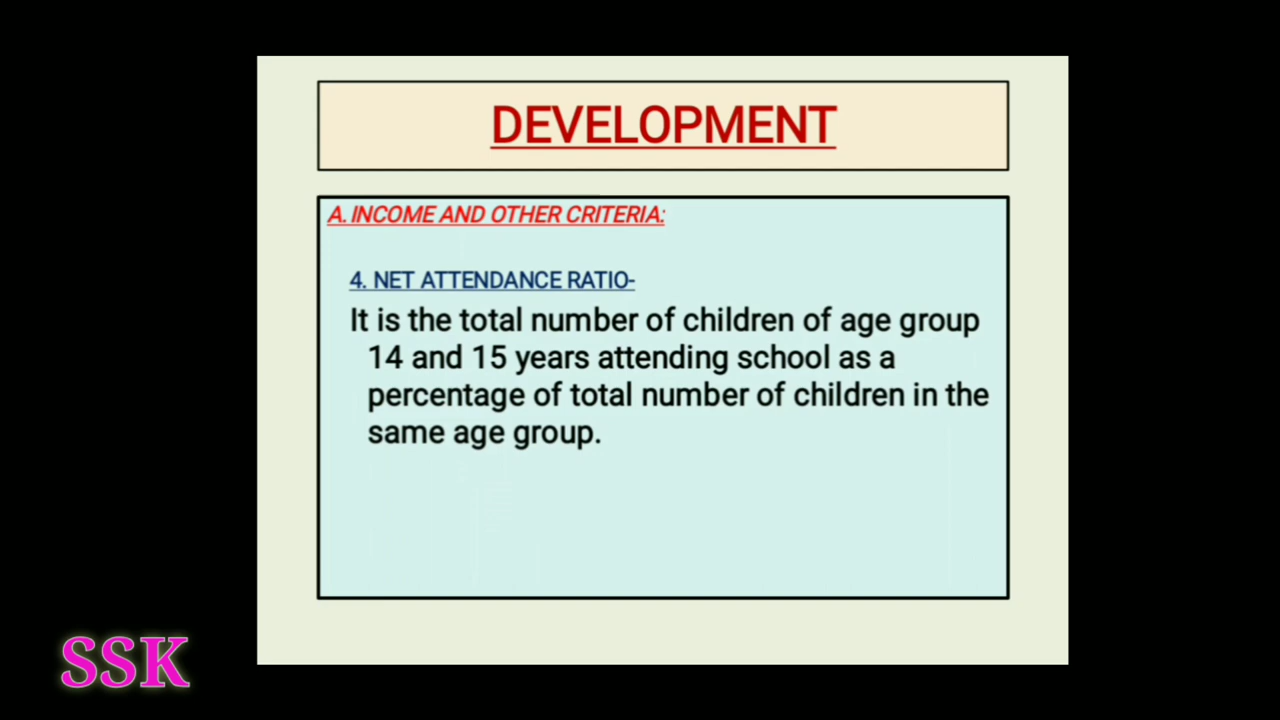 DEVELOPMENT
A. INCOME AND OTHER CRITERIA:
4. NET ATTENDANCE RATIO-
It is the total number of children of age group
14 and 15 years attending school as a
percentage of total number of children in the
same age group.
SSK